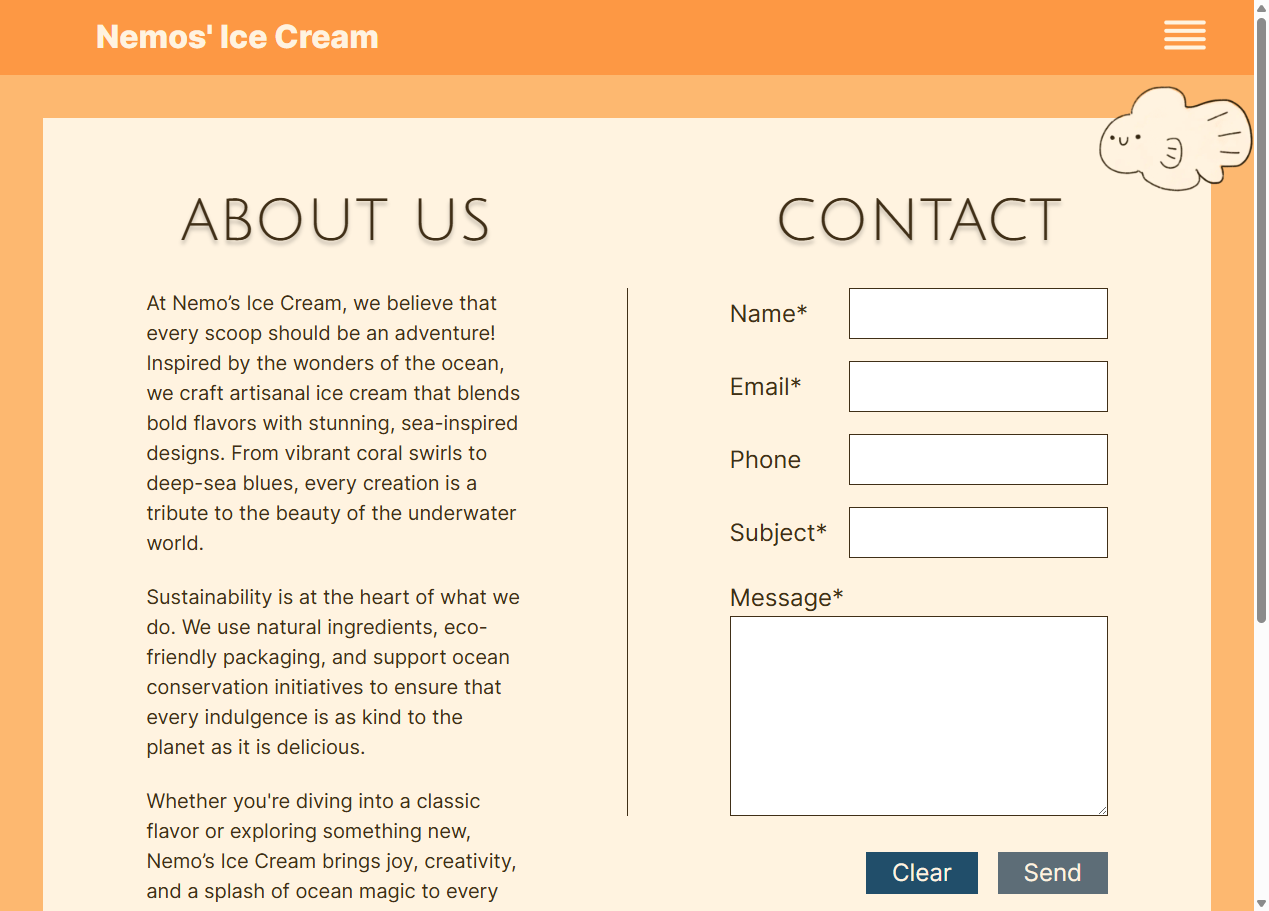 Nemos' Ice Cream
ABOUT US
At Nemo’s Ice Cream, we believe that
every scoop should be an adventure!
Inspired by the wonders of the ocean,
we craft artisanal ice cream that blends
bold flavors with stunning, sea-inspired
designs. From vibrant coral swirls to
deep-sea blues, every creation is a
tribute to the beauty of the underwater
world.
Sustainability is at the heart of what we
do. We use natural ingredients, eco-
friendly packaging, and support ocean
conservation initiatives to ensure that
every indulgence is as kind to the
planet as it is delicious.
Whether you're diving into a classic
flavor or exploring something new,
Nemo’s Ice Cream brings joy, creativity,
and a splash of ocean magic to every
CONTACT
Name*
Email*
Phone
Subject*
Message*
Clear
Send